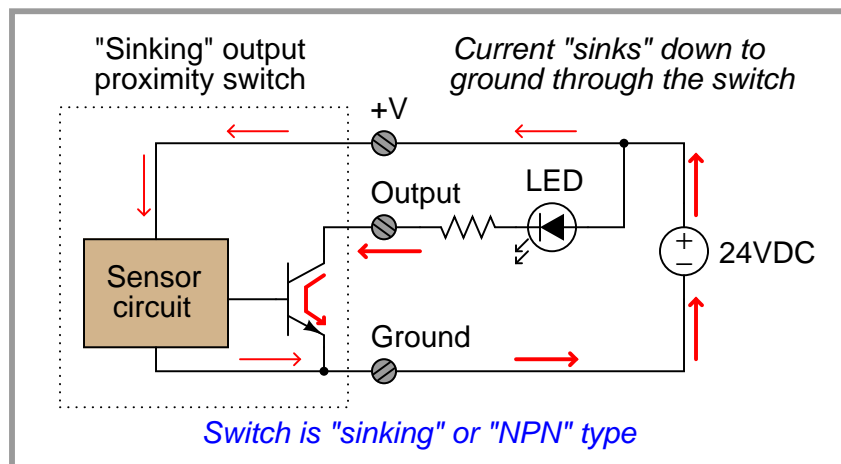 "Sinking" output
proximity switch
Current "sinks" down to
ground through the switch
+V
Output
LED
Sensor
circuit
+
−
24VDC
Ground
Switch is "sinking" or "NPN" type